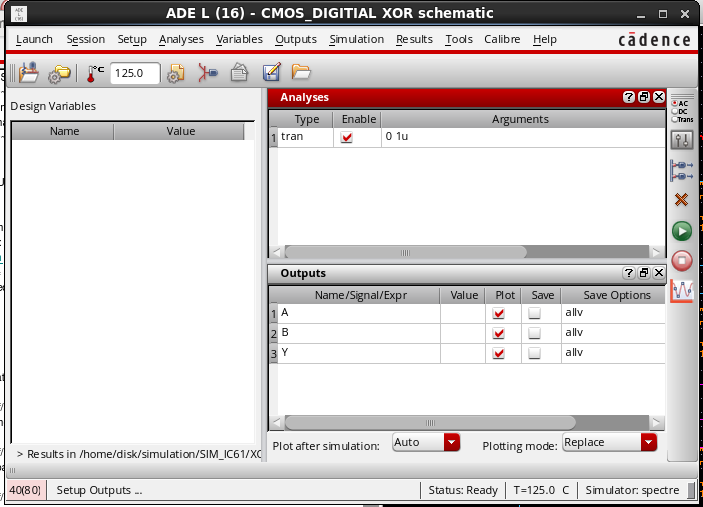 ADE L (16) - CMOS_DIGITIAL XOR schematic
Launch Session Setup Analyses Variables Outputs Simulation Results Tools Calibre Help cādence
°C 125.0
Design Variables
Name Value
Analyses
Type Enable Arguments
1 tran 0 1u
AC
DC
Trans
Outputs
Name/Signal/Expr Value Plot Save Save Options
1 A allv
2 B allv
3 Y allv
Plot after simulation: Auto Plotting mode: Replace
> Results in /home/disk/simulation/SIM_IC61/XO
40(80) Setup Outputs ... Status: Ready T=125.0 C Simulator: spectre